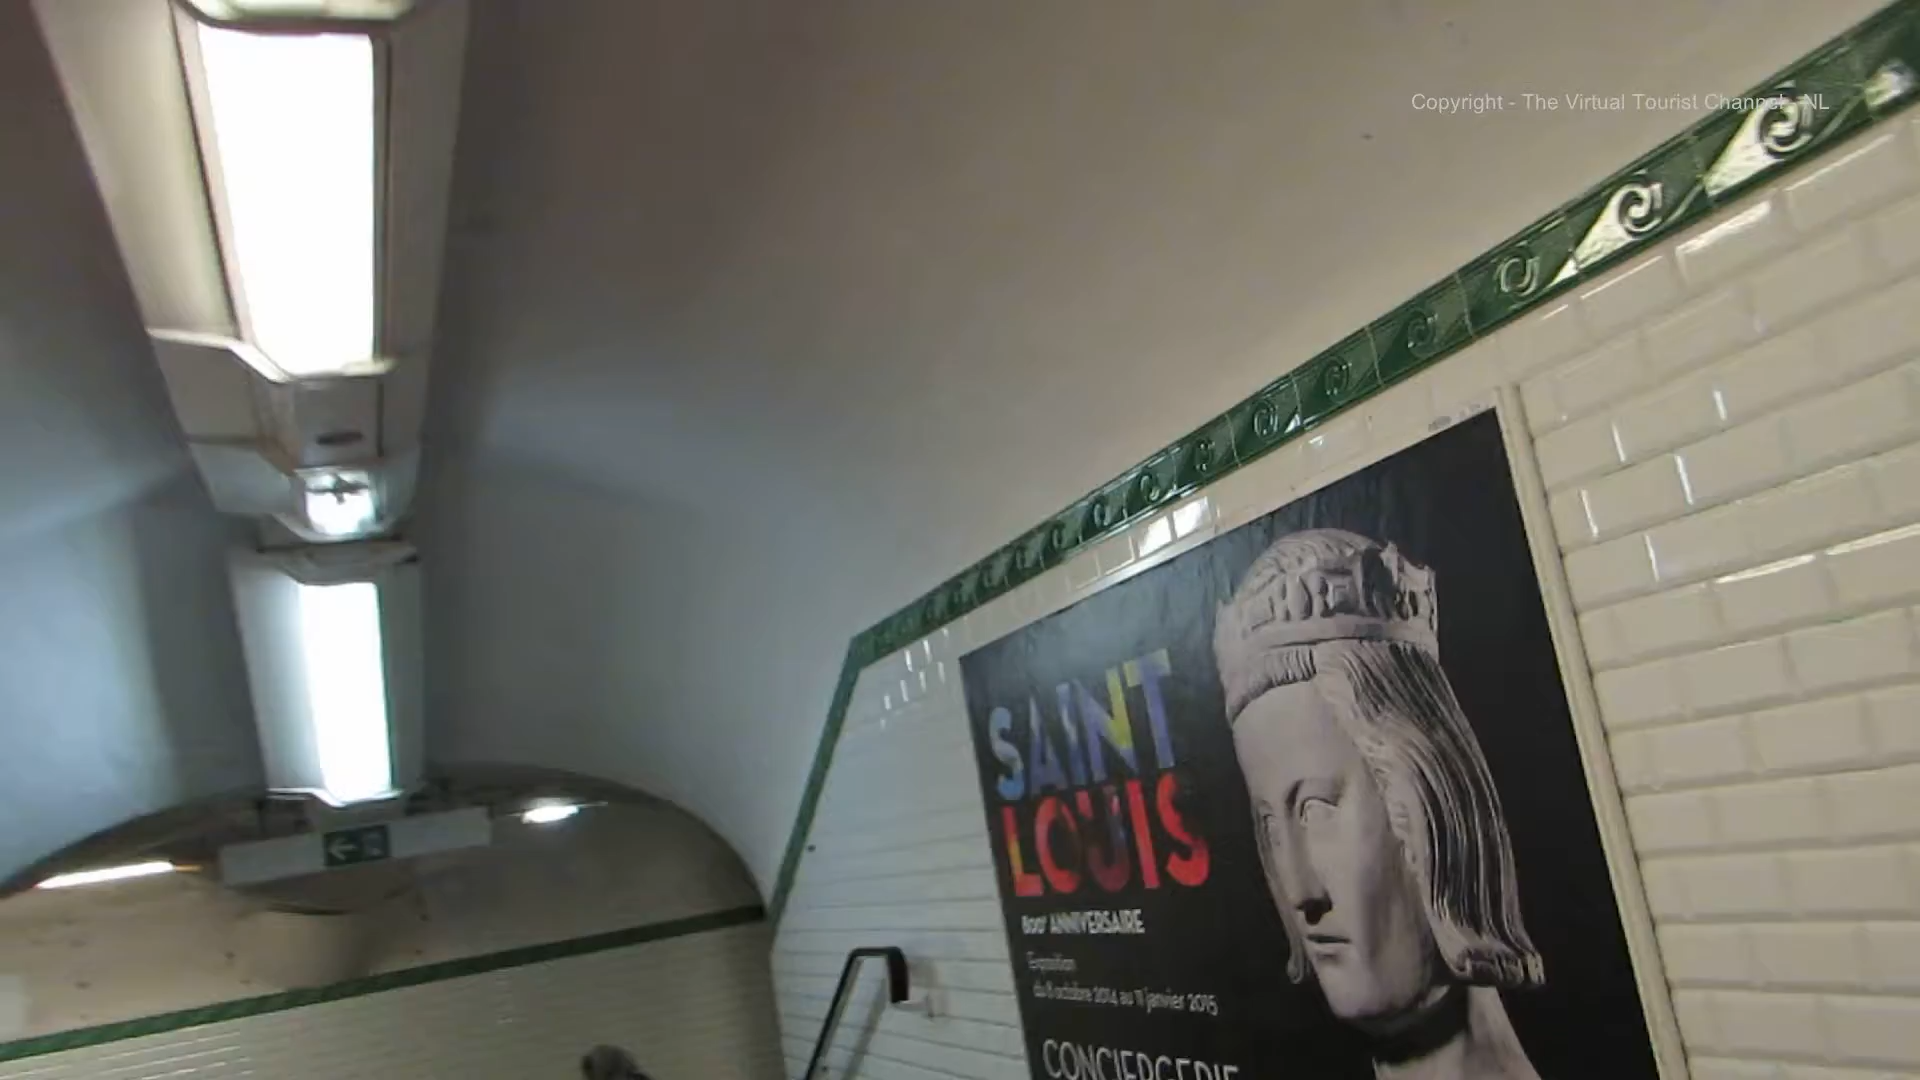 Copyright - The Virtual Tourist Channel - NL
SAINT
LOUIS
800e ANNIVERSAIRE
Exposition
du 8 octobre 2014 au 11 janvier 2015
CONCIERGERIE